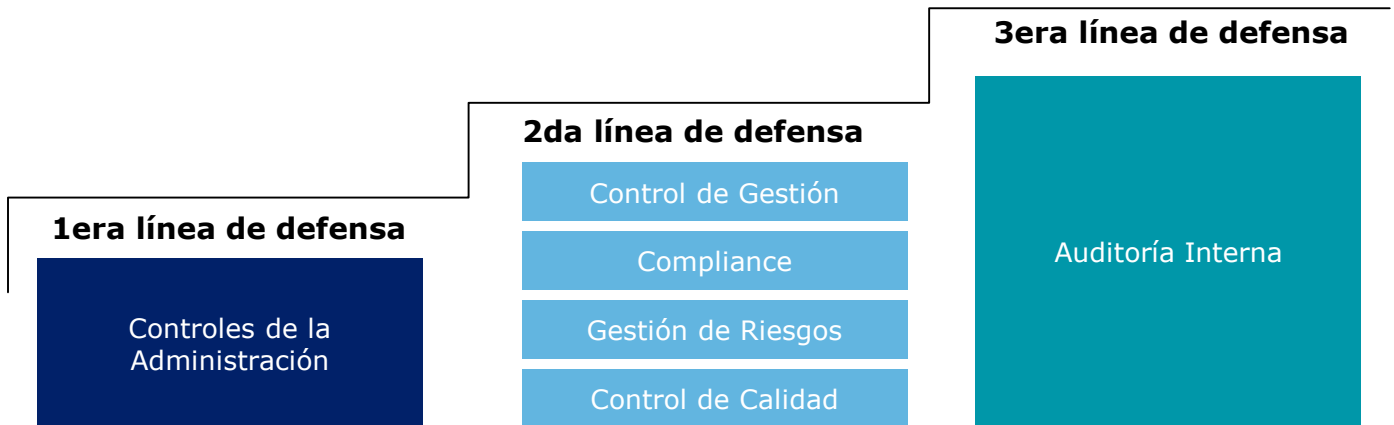 1era línea de defensa
Controles de la
Administración
2da línea de defensa
Control de Gestión
Compliance
Gestión de Riesgos
Control de Calidad
3era línea de defensa
Auditoría Interna